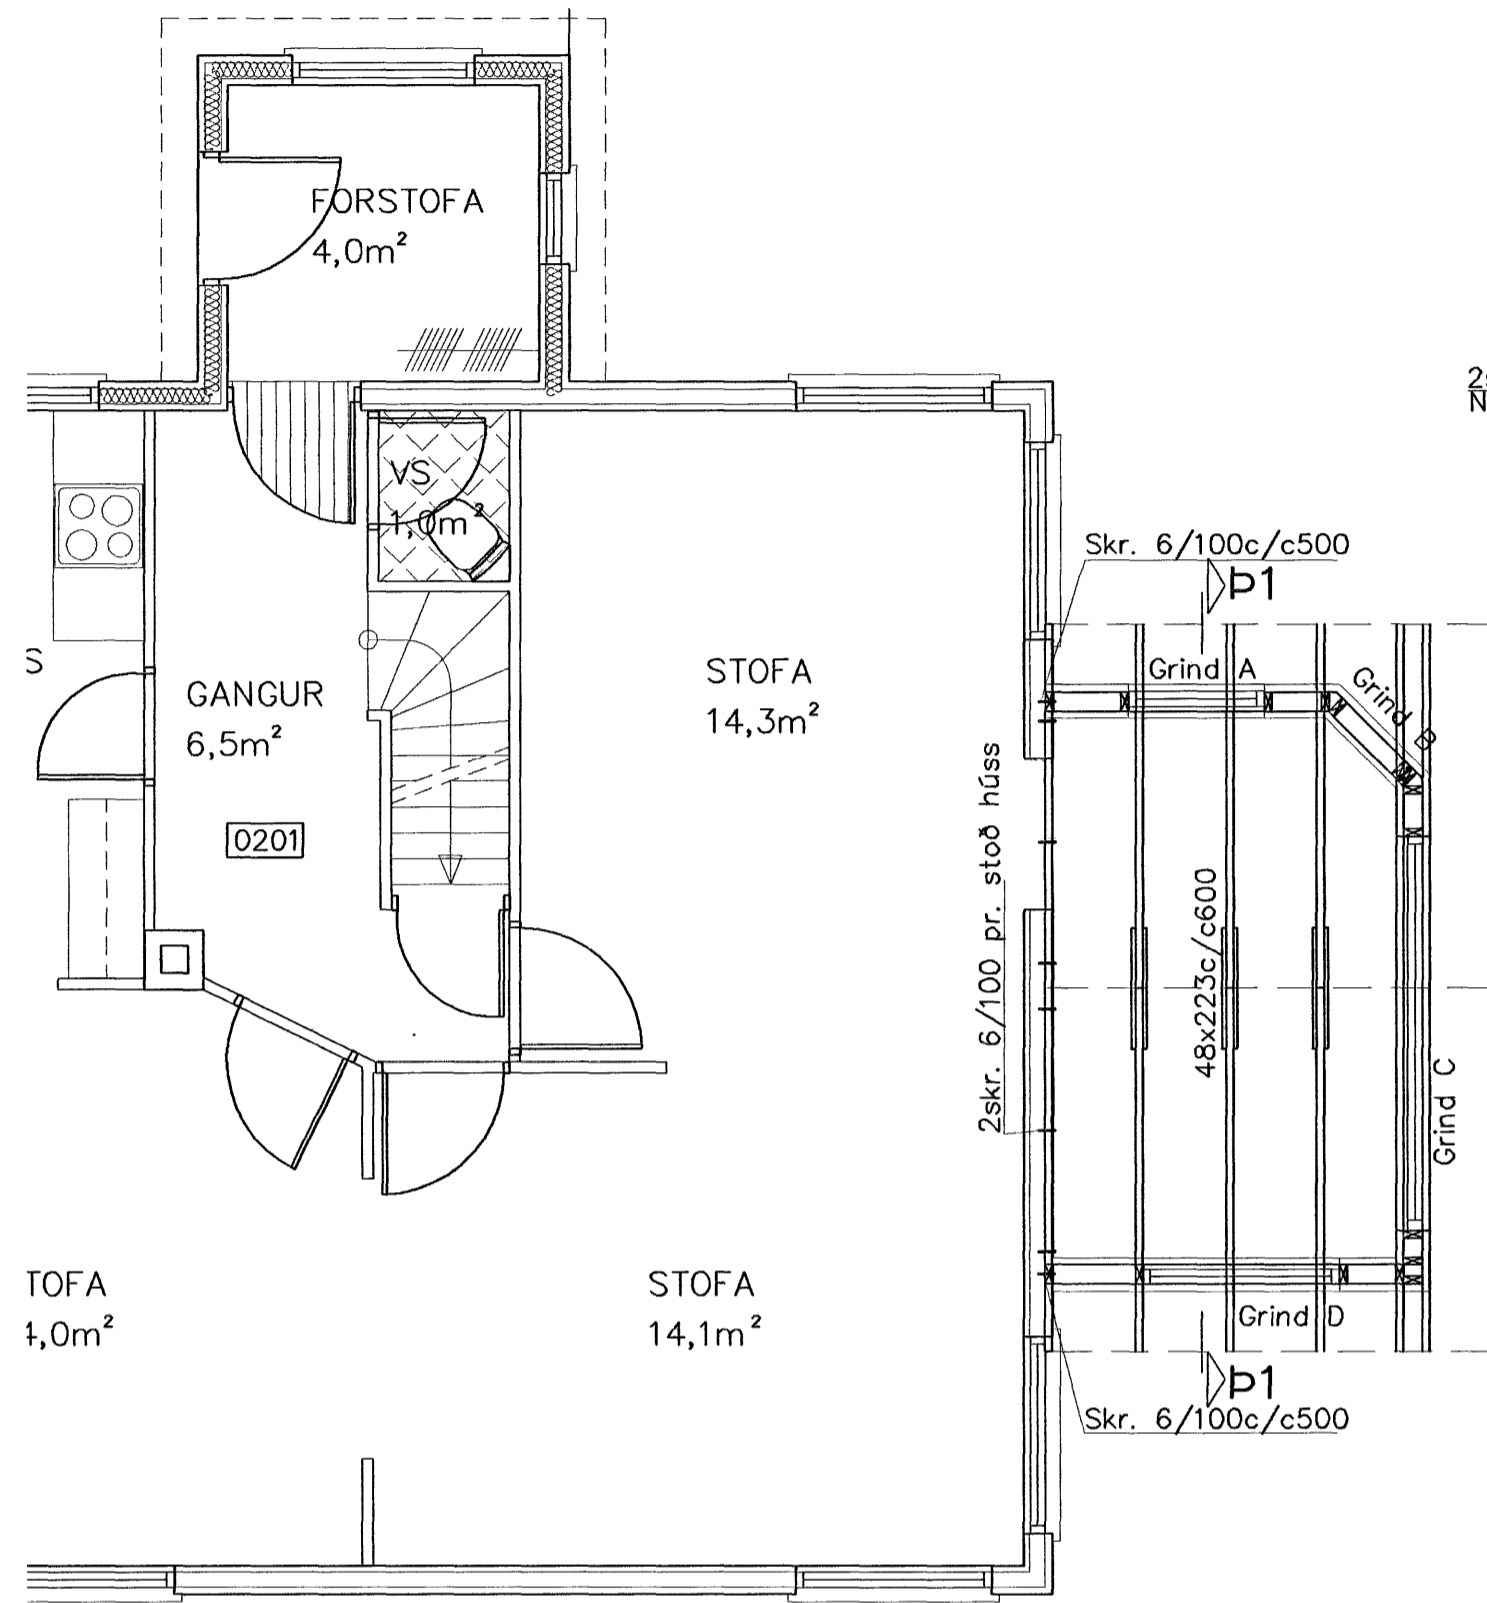 FORSTOFA
4,0m²
VS
1,0m²
Skr. 6/100c/c500
Þ1
S
GANGUR
6,5m²
STOFA
14,3m²
Grind A
Grind B
0201
2skr. 6/100 pr. stoð húss
48x223c/c600
Grind C
TOFA
,0m²
STOFA
14,1m²
Grind D
Þ1
Skr. 6/100c/c500